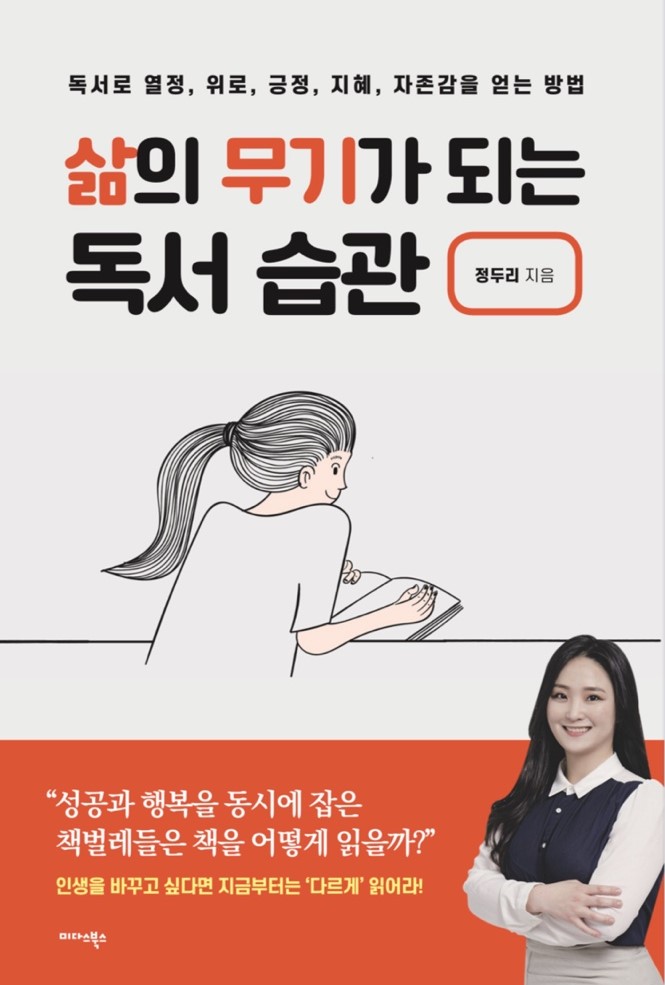 독서로 열정, 위로, 긍정, 지혜, 자존감을 얻는 방법
삶의 무기가 되는
독서 습관
정두리 지음
“성공과 행복을 동시에 잡은
책벌레들은 책을 어떻게 읽을까?”
인생을 바꾸고 싶다면 지금부터는 ‘다르게’ 읽어라!
미다스북스